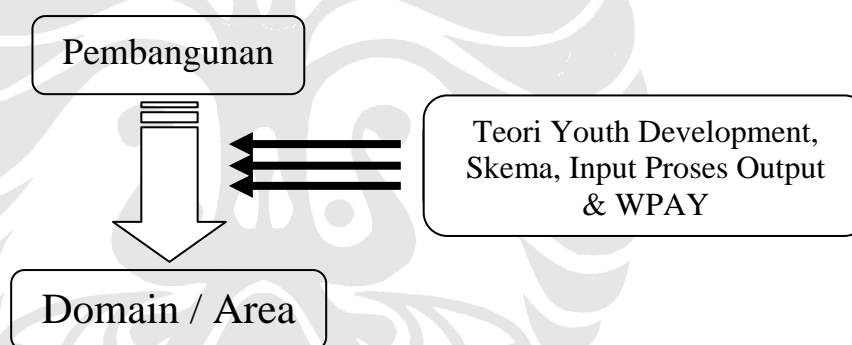 Pembangunan
Teori Youth Development,
Skema, Input Proses Output
& WPAY
Domain / Area